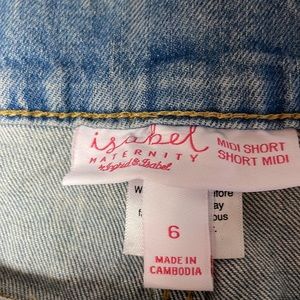 isabel
MATERNITY
by Ingrid & Isabel
MIDI SHORT
SHORT MIDI
6
MADE IN
CAMBODIA